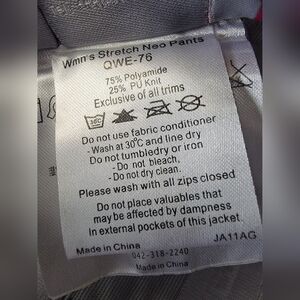 Wmn's Stretch Neo Pants
QWE-76
75% Polyamide
25% PU Knit
Exclusive of all trims
30C
Do not use fabric conditioner
- Wash at 30°C and line dry
Do not tumbledry or iron
- Do not bleach,
- Do not dry clean.
Please wash with all zips closed
Do not place valuables that
may be affected by dampness
In external pockets of this jacket.
JA11AG
Made in China
042-318-2240
Made in China